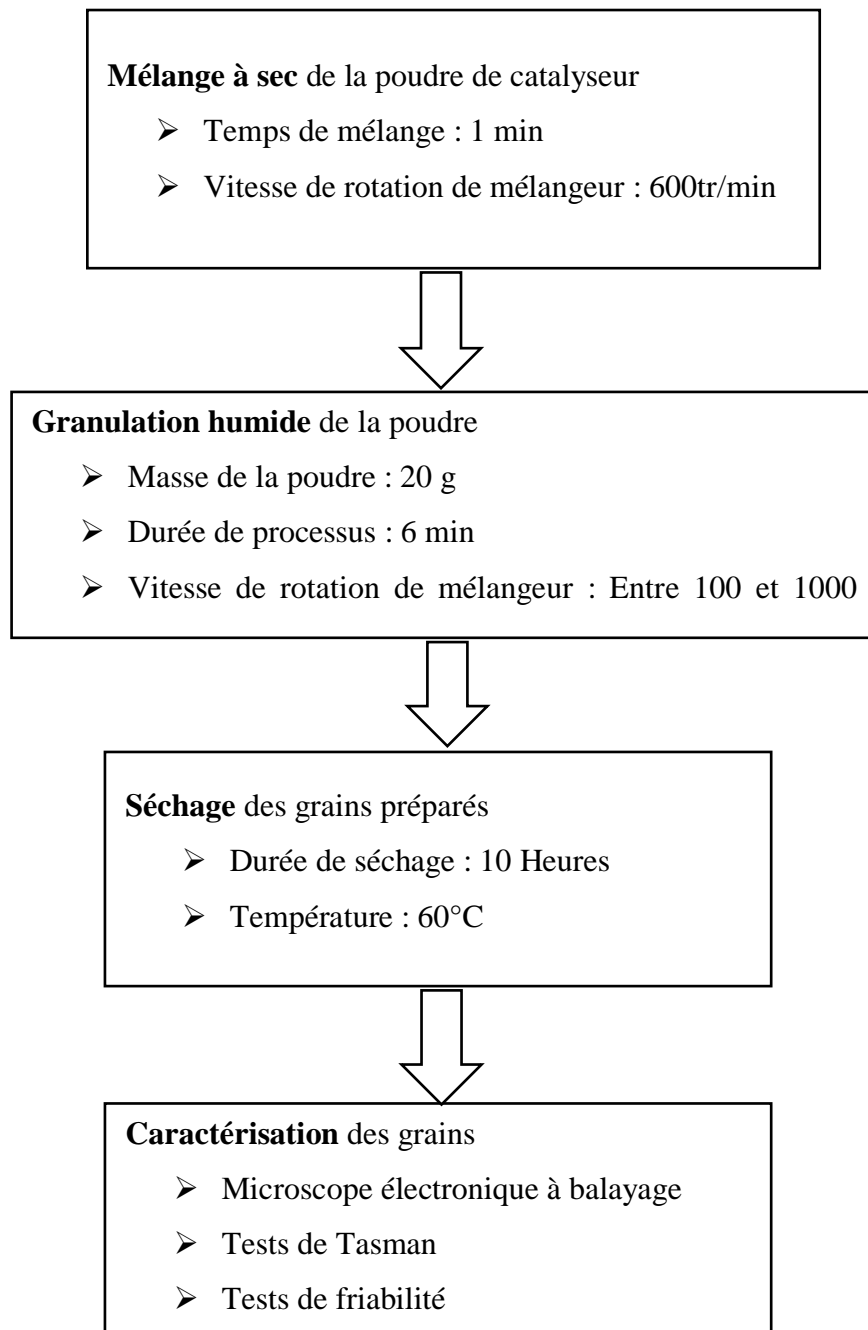 Mélange à sec de la poudre de catalyseur
➢ Temps de mélange : 1 min
➢ Vitesse de rotation de mélangeur : 600tr/min
Granulation humide de la poudre
➢ Masse de la poudre : 20 g
➢ Durée de processus : 6 min
➢ Vitesse de rotation de mélangeur : Entre 100 et 1000
Séchage des grains préparés
➢ Durée de séchage : 10 Heures
➢ Température : 60°C
Caractérisation des grains
➢ Microscope électronique à balayage
➢ Tests de Tasman
➢ Tests de friabilité